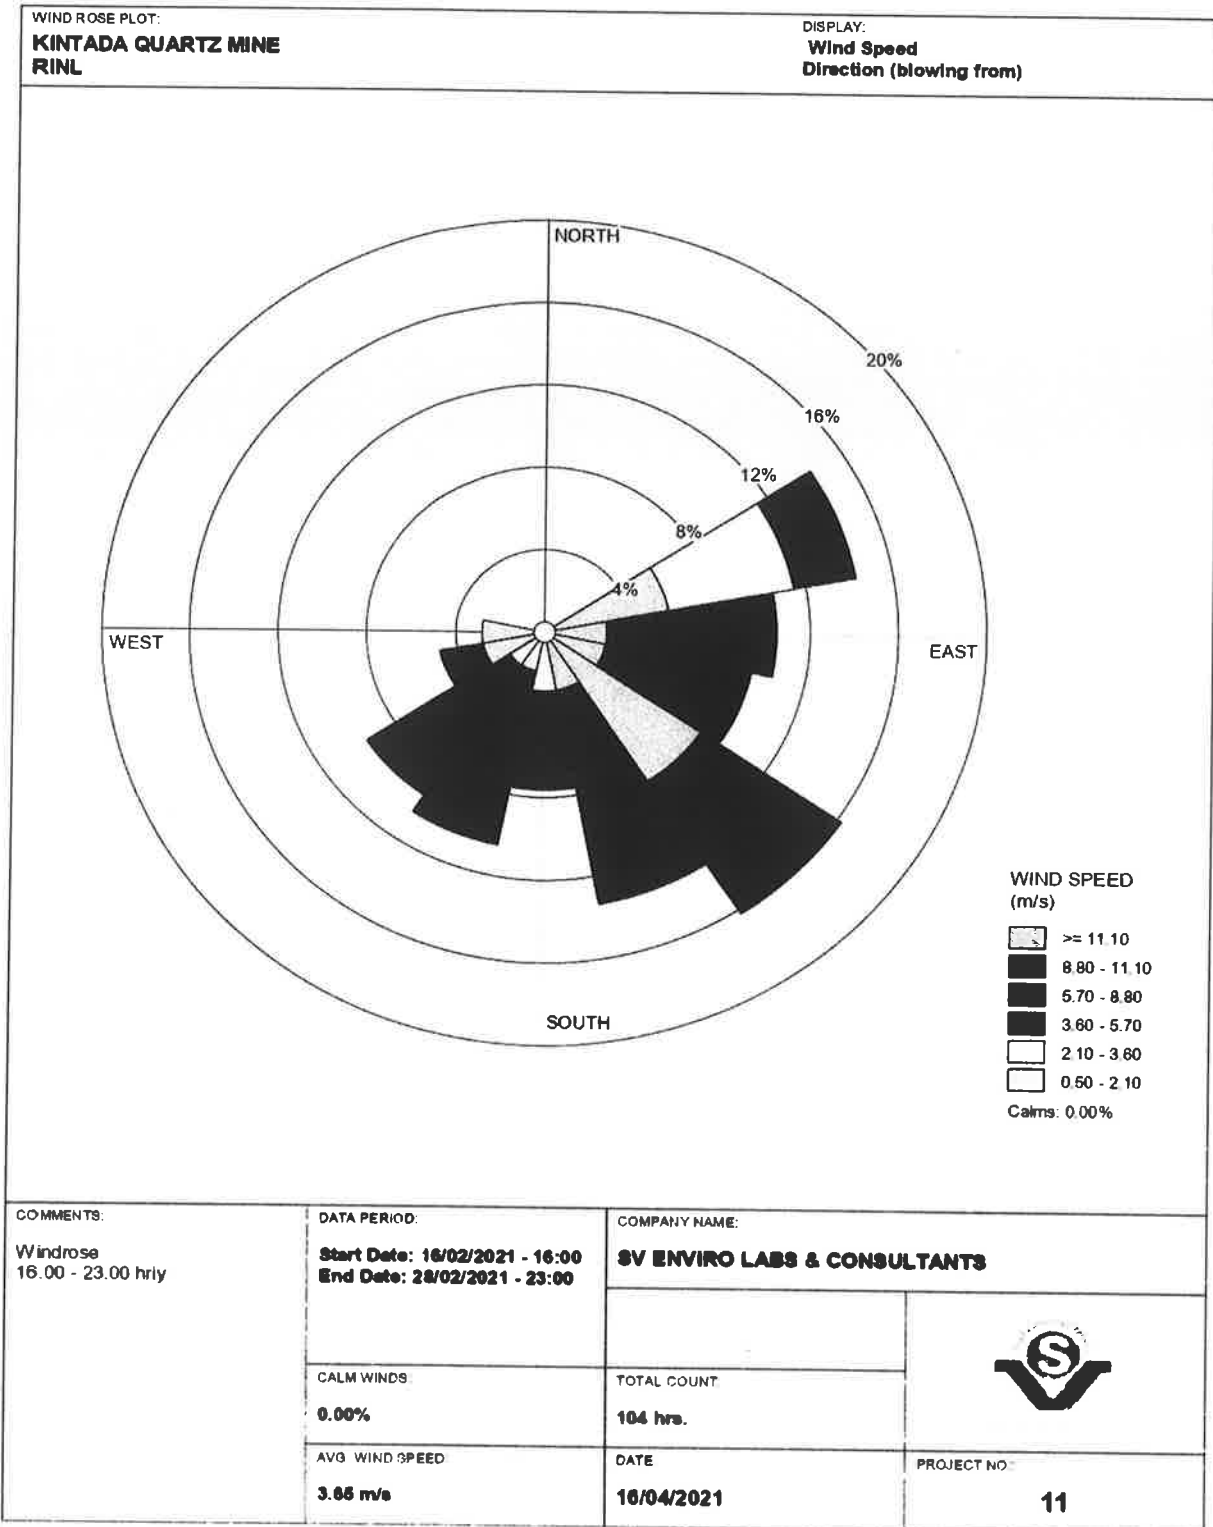 WIND ROSE PLOT:
KINTADA QUARTZ MINE
RINL
DISPLAY:
Wind Speed
Direction (blowing from)
NORTH
20%
16%
12%
8%
4%
WEST
EAST
SOUTH
WIND SPEED
(m/s)
>= 11.10
8.80 - 11.10
5.70 - 8.80
3.60 - 5.70
2.10 - 3.60
0.50 - 2.10
Calms: 0.00%
COMMENTS:
Windrose
16.00 - 23.00 hrly
DATA PERIOD:
Start Date: 16/02/2021 - 16:00
End Date: 28/02/2021 - 23:00
COMPANY NAME:
SV ENVIRO LABS & CONSULTANTS
CALM WINDS:
0.00%
TOTAL COUNT:
104 hrs.
S
V
AVG. WIND SPEED:
3.65 m/s
DATE
16/04/2021
PROJECT NO.:
11